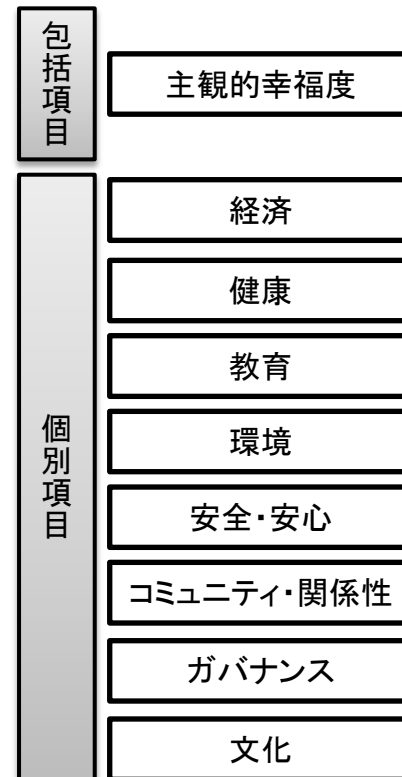 包括項目
主観的幸福度
個別項目
経済
健康
教育
環境
安全・安心
コミュニティ・関係性
ガバナンス
文化